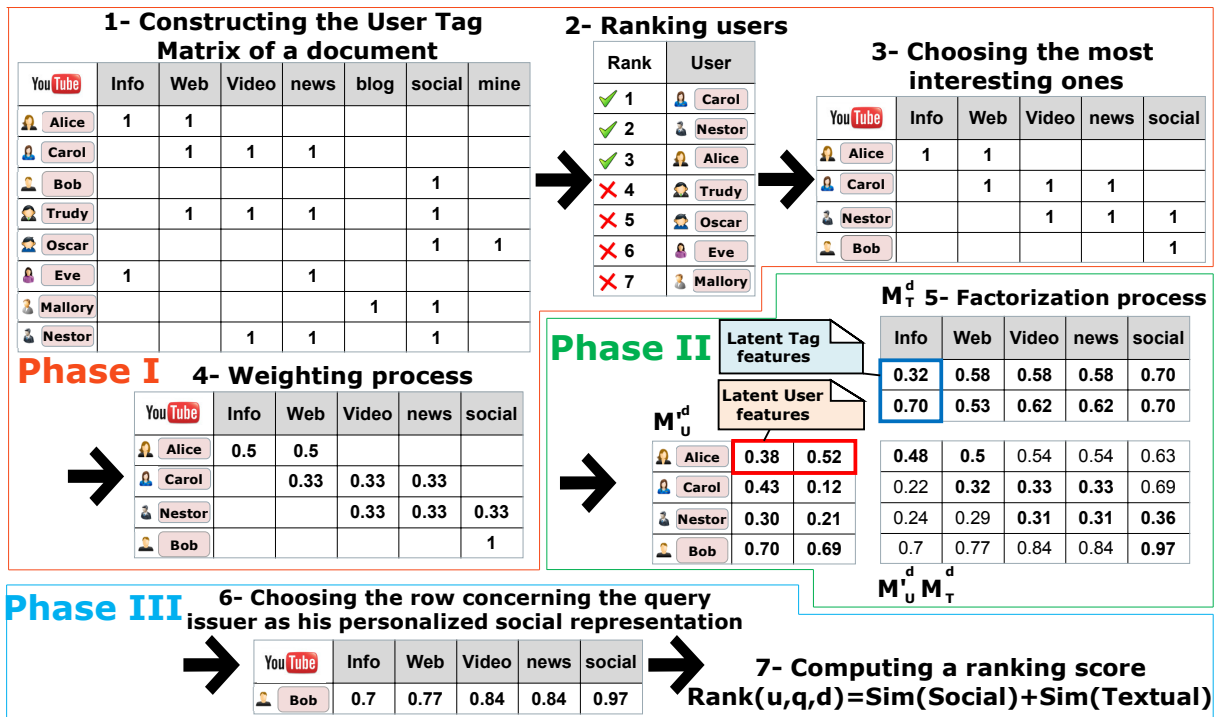 1- Constructing the User Tag
Matrix of a document
You Tube Info Web Video news blog social mine
Alice 1 1
Carol 1 1 1
Bob 1
Trudy 1 1 1 1
Oscar 1 1
Eve 1 1
Mallory 1 1
Nestor 1 1 1
2- Ranking users
Rank User
1 Carol
2 Nestor
3 Alice
4 Trudy
5 Oscar
6 Eve
7 Mallory
3- Choosing the most
interesting ones
You Tube Info Web Video news social
Alice 1 1
Carol 1 1 1
Nestor 1 1 1
Bob 1
Phase I
4- Weighting process
You Tube Info Web Video news social
Alice 0.5 0.5
Carol 0.33 0.33 0.33
Nestor 0.33 0.33 0.33
Bob 1
Phase II
M d T 5- Factorization process
Latent Tag
features
Info Web Video news social
0.32 0.58 0.58 0.58 0.70
0.70 0.53 0.62 0.62 0.70
Latent User
features
M' d U
Alice 0.38 0.52
Carol 0.43 0.12
Nestor 0.30 0.21
Bob 0.70 0.69
0.48 0.5 0.54 0.54 0.63
0.22 0.32 0.33 0.33 0.69
0.24 0.29 0.31 0.31 0.36
0.7 0.77 0.84 0.84 0.97
M' d U M d T
Phase III
6- Choosing the row concerning the query
issuer as his personalized social representation
You Tube Info Web Video news social
Bob 0.7 0.77 0.84 0.84 0.97
7- Computing a ranking score
Rank(u,q,d)=Sim(Social)+Sim(Textual)